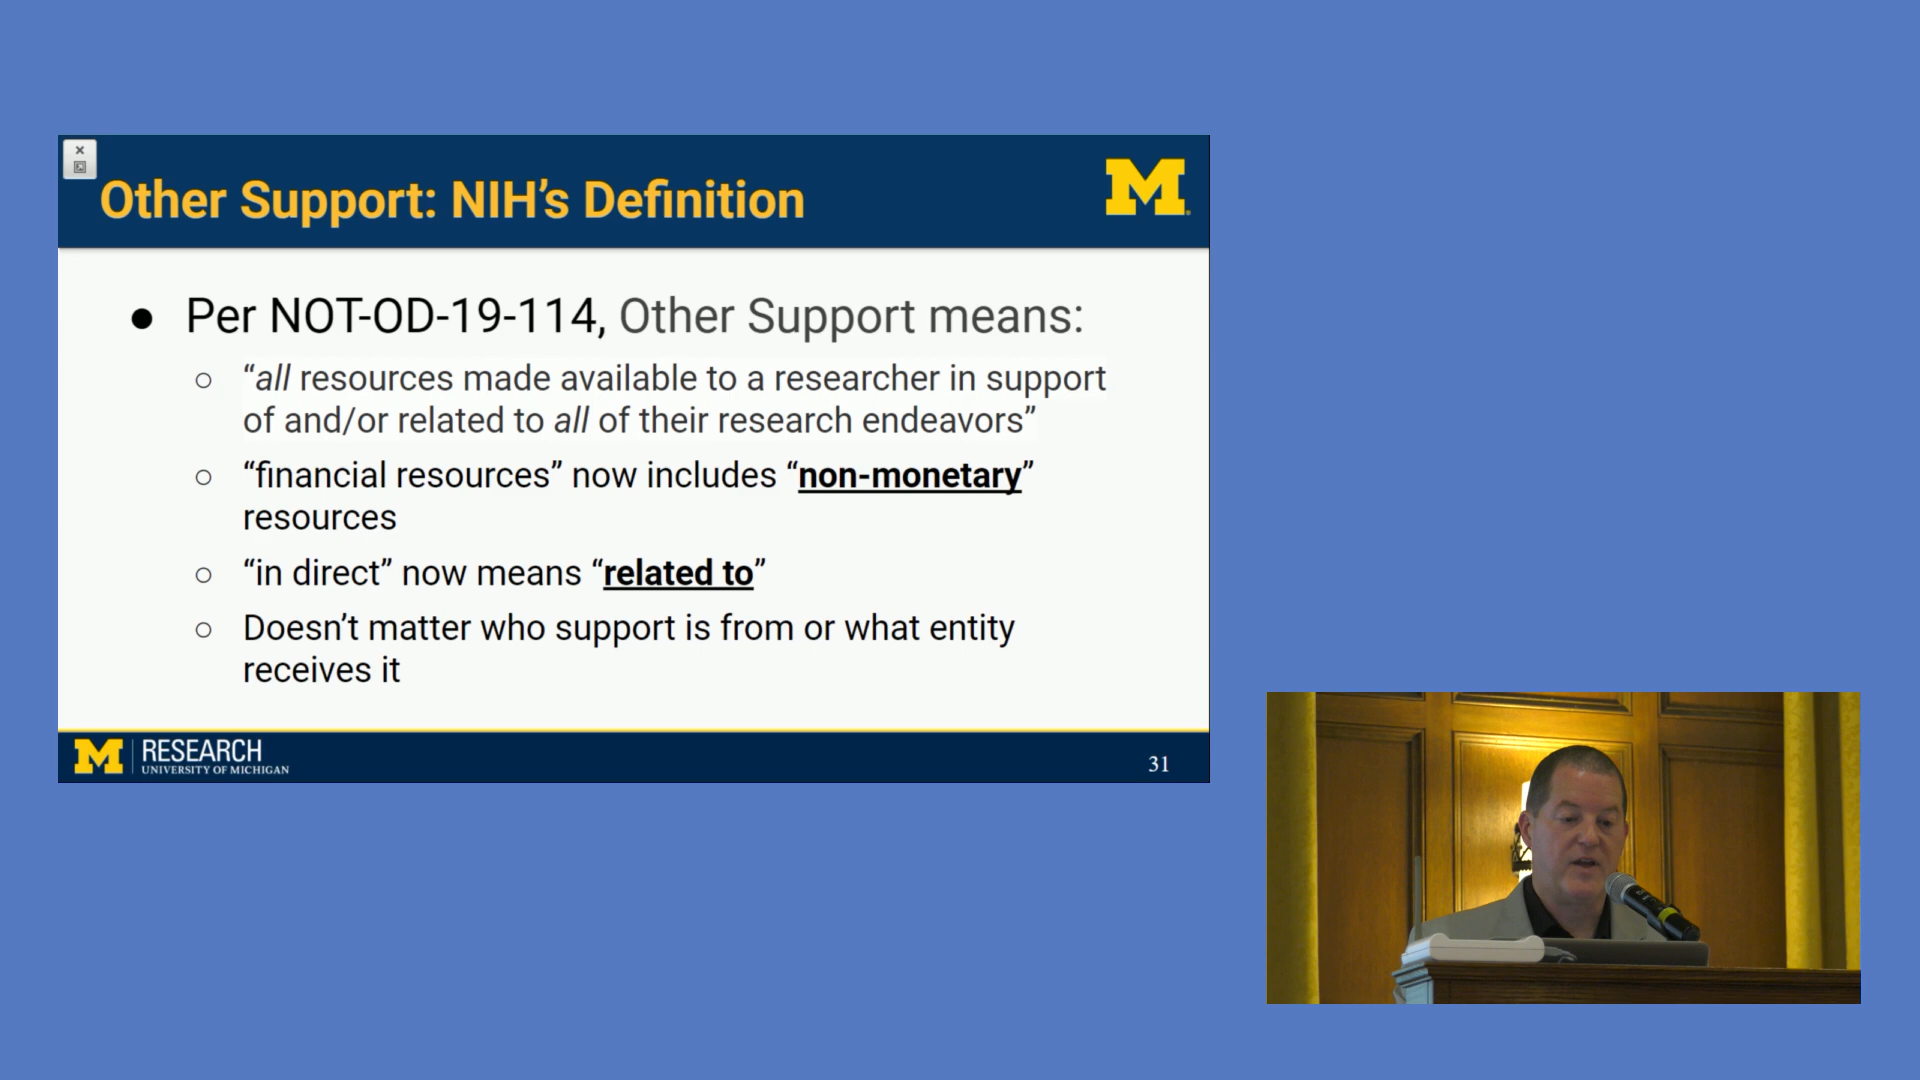 Other Support: NIH’s Definition
M
● Per NOT-OD-19-114, Other Support means:
○ “all resources made available to a researcher in support
of and/or related to all of their research endeavors”
○ “financial resources” now includes “non-monetary”
resources
○ “in direct” now means “related to”
○ Doesn’t matter who support is from or what entity
receives it
M RESEARCH
UNIVERSITY OF MICHIGAN
31